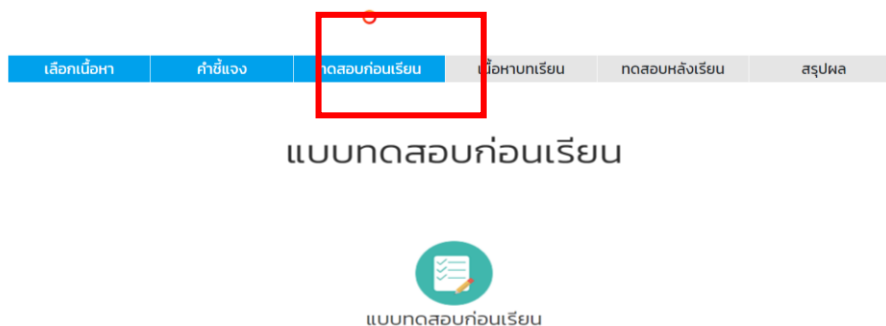 เลือกเนื้อหา คำชี้แจง ทดสอบก่อนเรียน เนื้อหาบทเรียน ทดสอบหลังเรียน สรุปผล
แบบทดสอบก่อนเรียน
แบบทดสอบก่อนเรียน